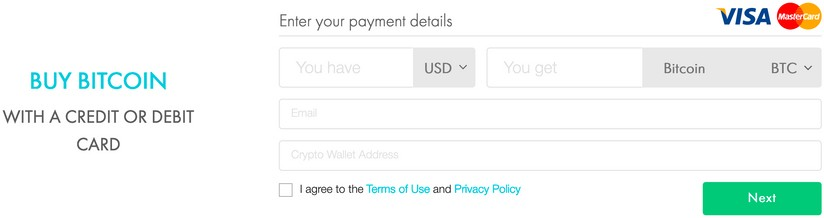 BUY BITCOIN
WITH A CREDIT OR DEBIT
CARD
Enter your payment details
VISA
MasterCard
You have
USD
You get
Bitcoin
BTC
Email
Crypto Wallet Address
I agree to the Terms of Use and Privacy Policy
Next